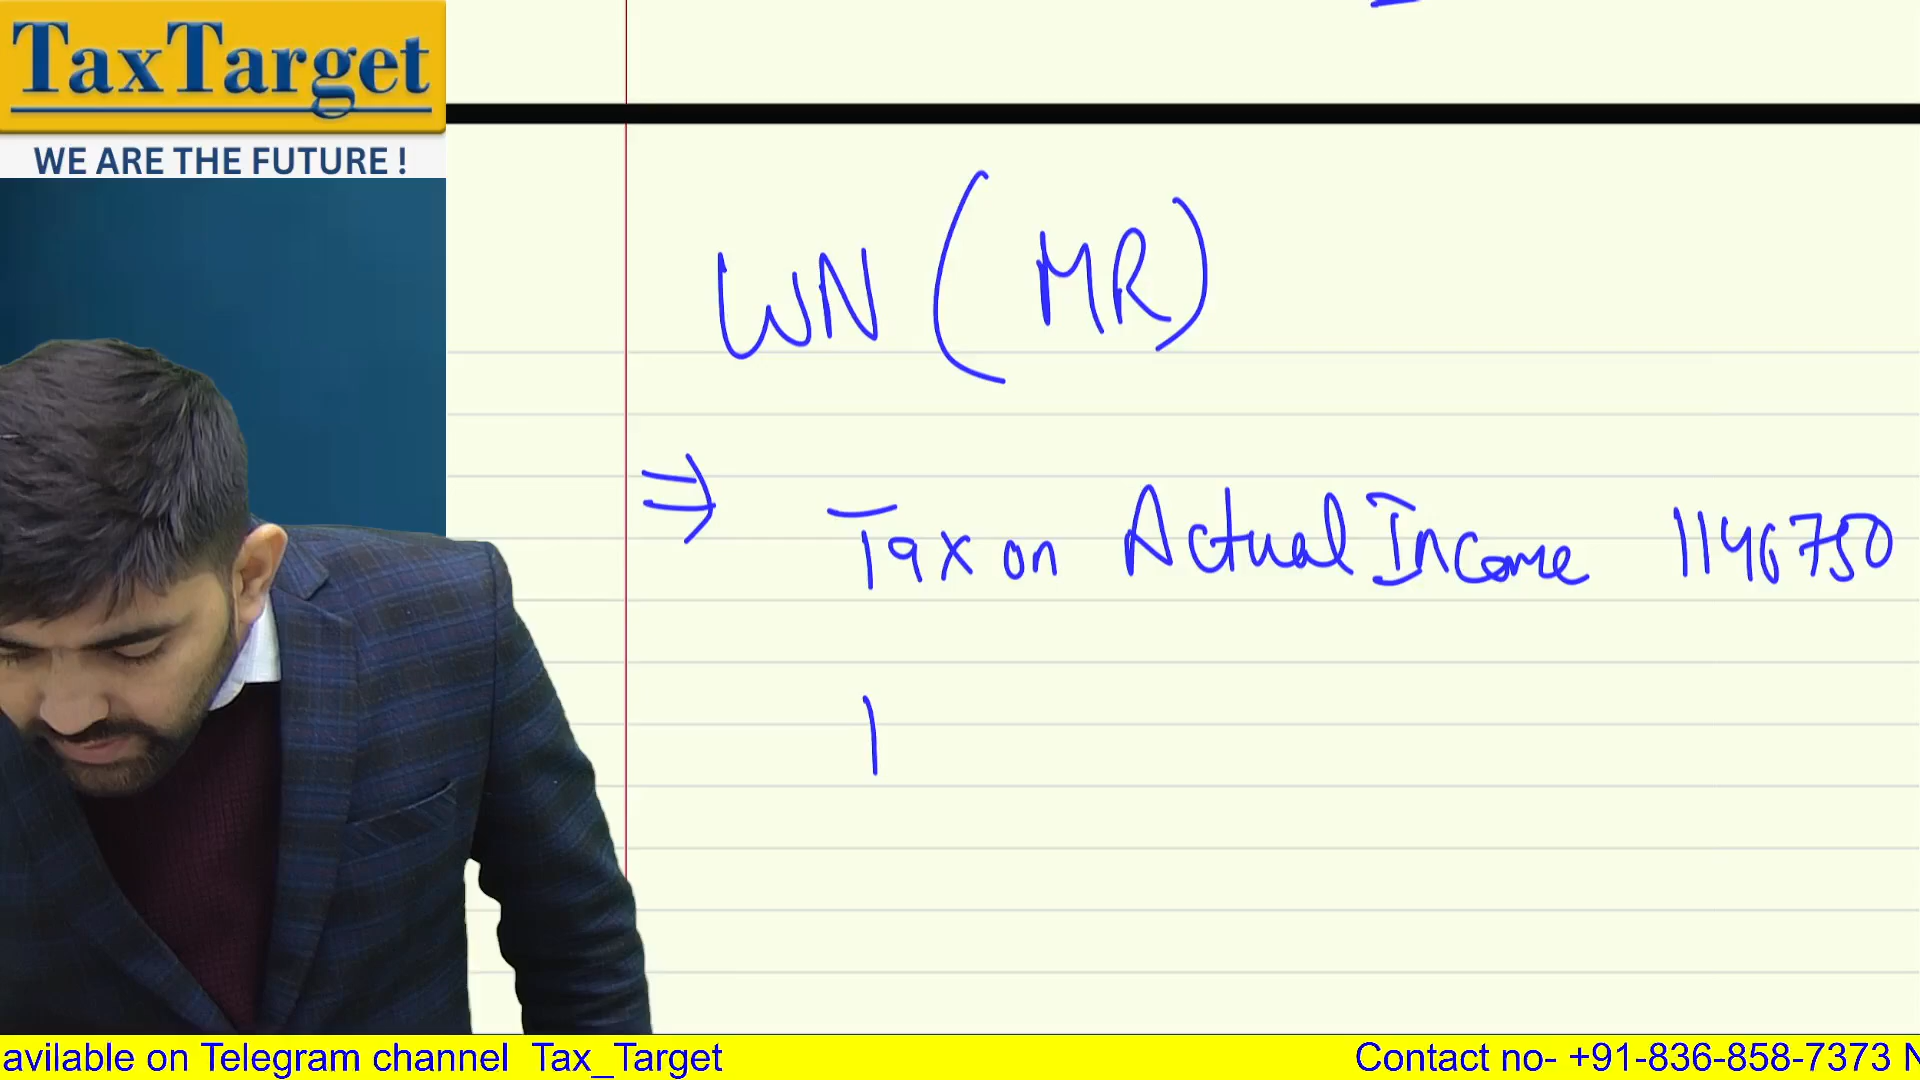 TaxTarget
WE ARE THE FUTURE !
WN (MR)
⇒ Tax on Actual Income 1146750
avilable on Telegram channel Tax_Target
Contact no- +91-836-858-7373 N